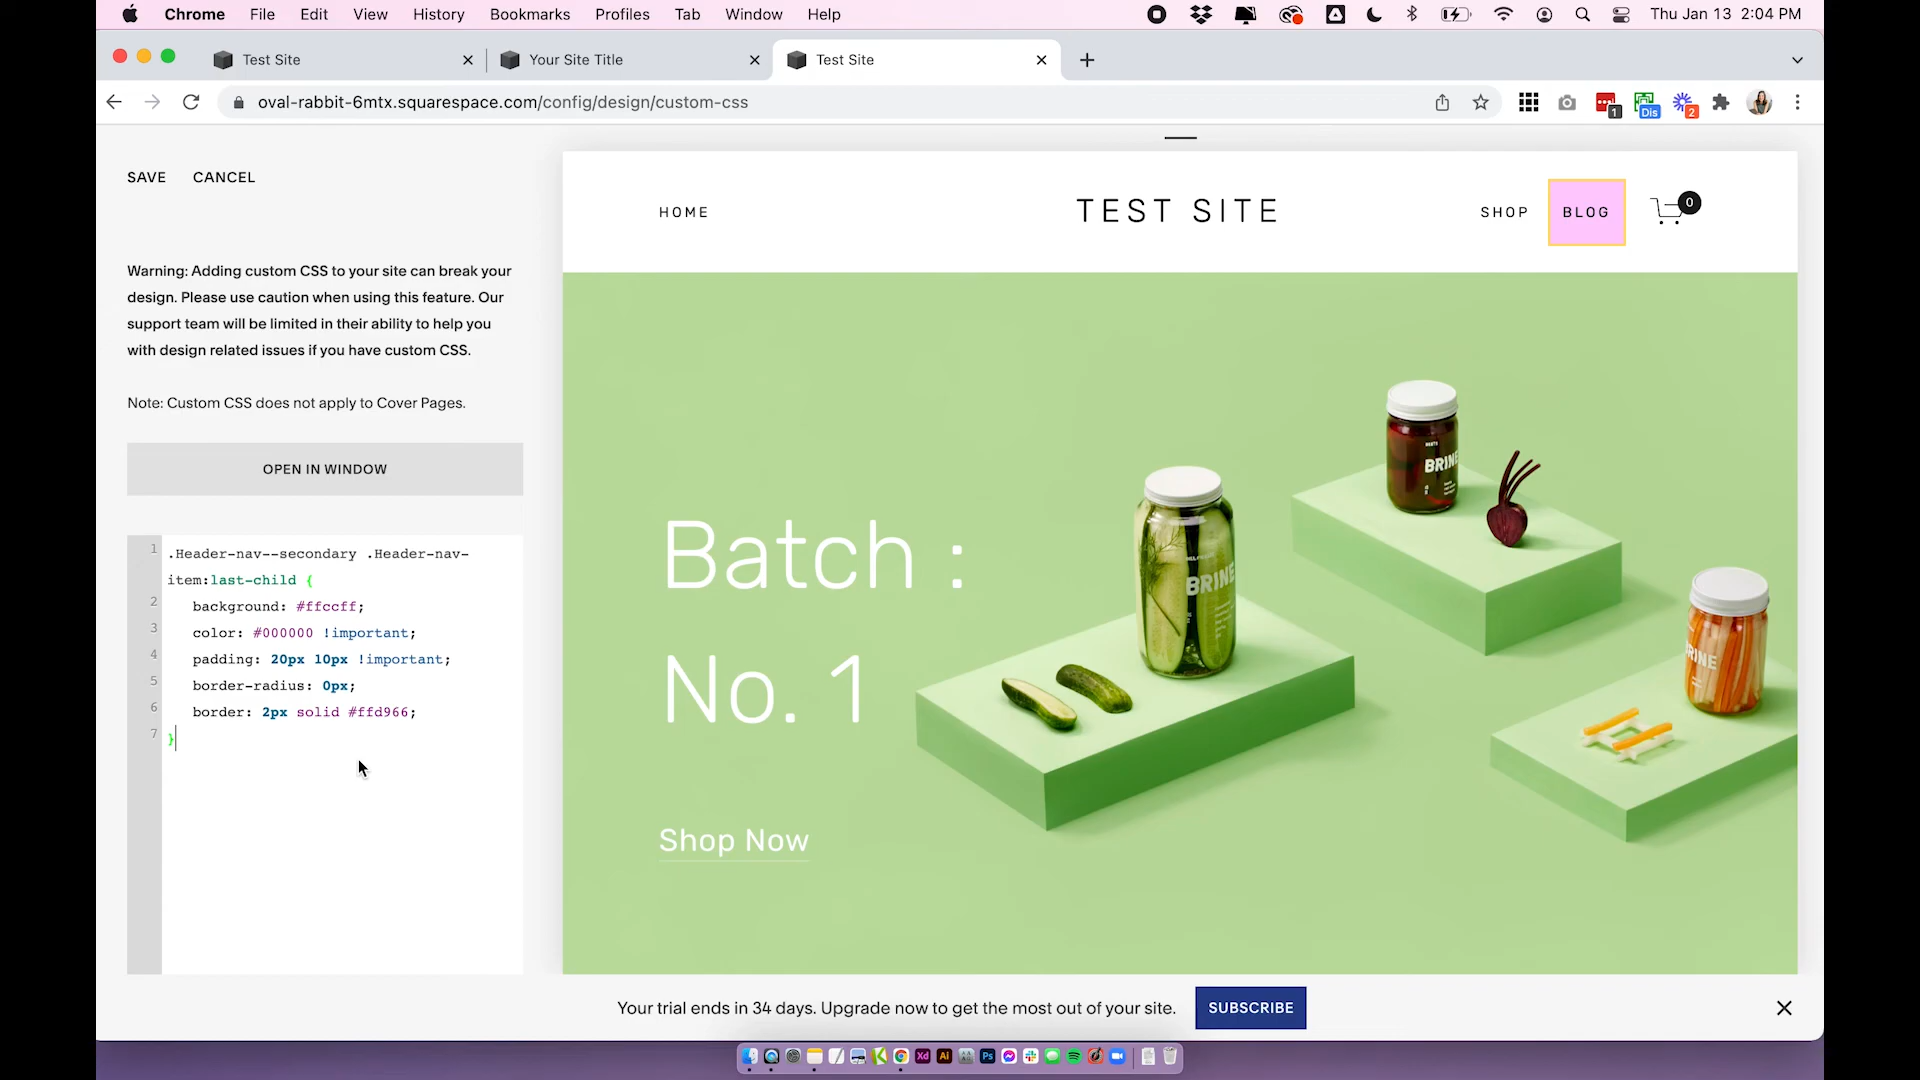 Chrome File Edit View History Bookmarks Profiles Tab Window Help Thu Jan 13 2:04 PM
Test Site Your Site Title Test Site
oval-rabbit-6mtx.squarespace.com/config/design/custom-css 1 Dis 2
SAVE CANCEL
HOME TEST SITE SHOP BLOG 0
Warning: Adding custom CSS to your site can break your
design. Please use caution when using this feature. Our
support team will be limited in their ability to help you
with design related issues if you have custom CSS.
Note: Custom CSS does not apply to Cover Pages.
OPEN IN WINDOW
1 .Header-nav--secondary .Header-nav-
item:last-child {
2 background: #ffccff;
3 color: #000000 !important;
4 padding: 20px 10px !important;
5 border-radius: 0px;
6 border: 2px solid #ffd966;
7 }
Batch :
No. 1
Shop Now
BRINE
BRINE
BRINE
Your trial ends in 34 days. Upgrade now to get the most out of your site. SUBSCRIBE
Xd Ai Ps